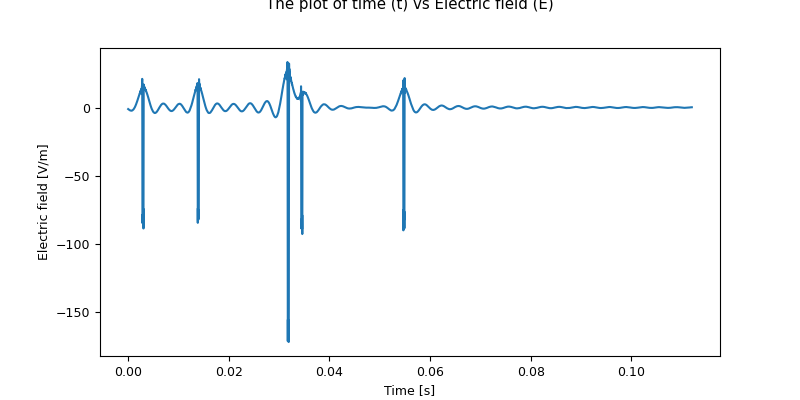 The plot of time (t) vs Electric field (E)
Electric field [V/m]
0
−50
−100
−150
0.00 0.02 0.04 0.06 0.08 0.10
Time [s]